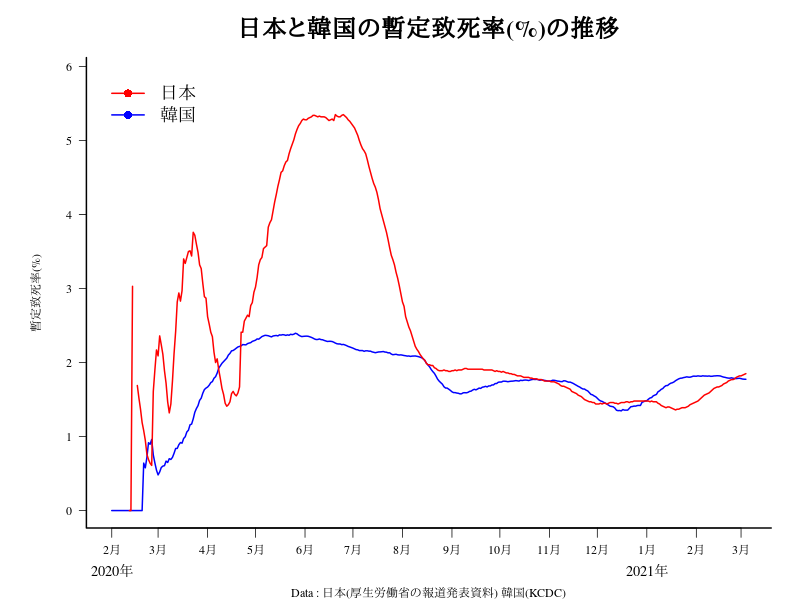 日本と韓国の暫定致死率(%)の推移
日本
韓国
暫定致死率(%)
6
5
4
3
2
1
0
2月 3月 4月 5月 6月 7月 8月 9月 10月 11月 12月 1月 2月 3月
2020年 2021年
Data : 日本(厚生労働省の報道発表資料) 韓国(KCDC)